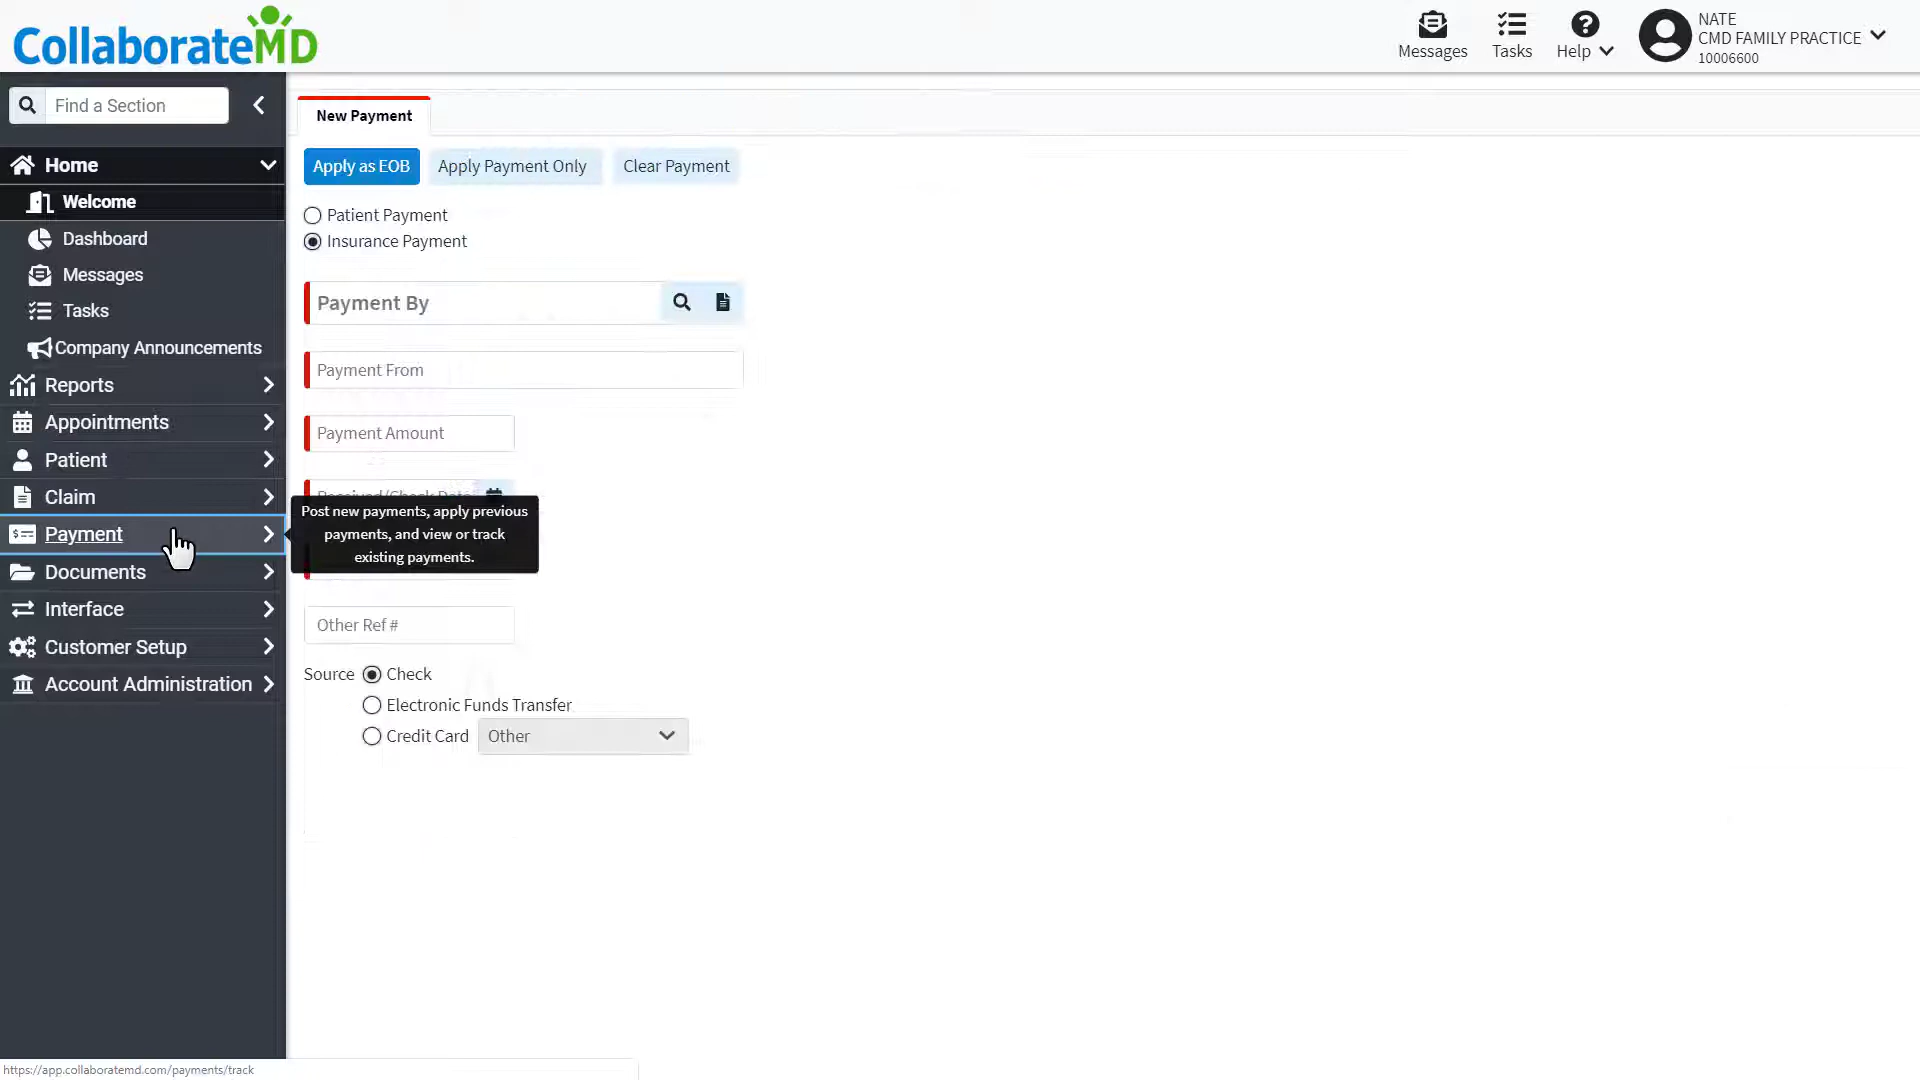 CollaborateMD
Messages
Tasks
Help
NATE
CMD FAMILY PRACTICE
10006600
Find a Section
Home
Welcome
Dashboard
Messages
Tasks
Company Announcements
Reports
Appointments
Patient
Claim
Payment
Documents
Interface
Customer Setup
Account Administration
New Payment
Apply as EOB
Apply Payment Only
Clear Payment
Patient Payment
Insurance Payment
Payment By
Payment From
Payment Amount
Received/Check Date
Post new payments, apply previous
payments, and view or track
existing payments.
Other Ref #
Source
Check
Electronic Funds Transfer
Credit Card
Other
https://app.collaboratemd.com/payments/track